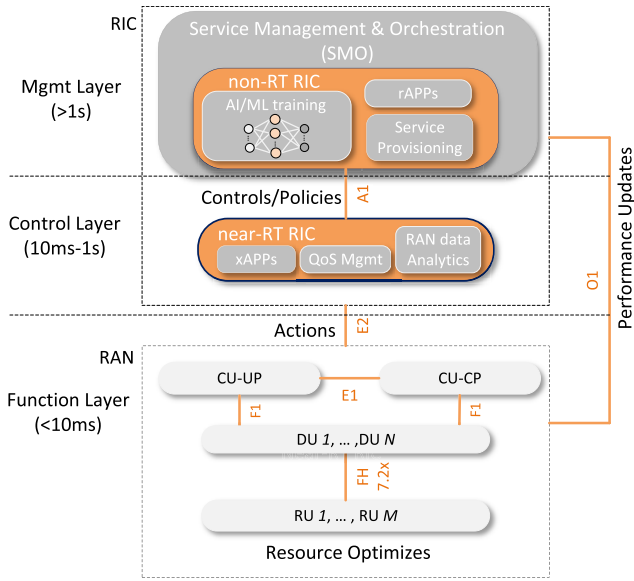 RIC
Service Management & Orchestration
(SMO)
Mgmt Layer
(>1s)
non-RT RIC
AI/ML training
rAPPs
Service
Provisioning
Controls/Policies
A1
Control Layer
(10ms-1s)
near-RT RIC
xAPPs
QoS Mgmt
RAN data
Analytics
O1
Performance Updates
Actions
E2
RAN
Function Layer
(<10ms)
CU-UP
E1
CU-CP
F1
F1
DU 1, … ,DU N
FH
7.2x
RU 1, … , RU M
Resource Optimizes